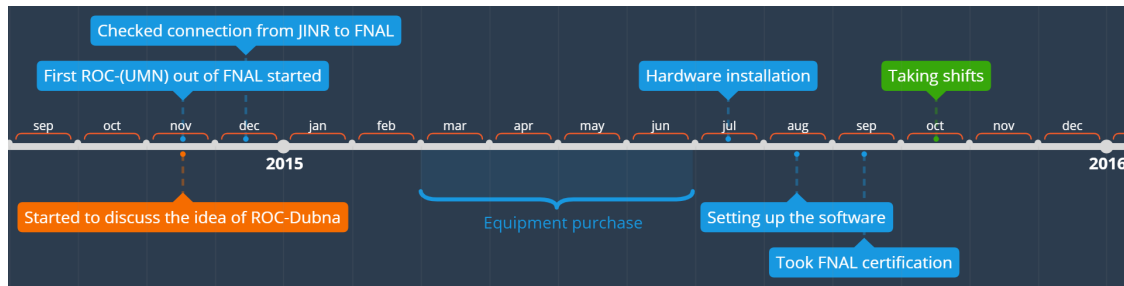 Checked connection from JINR to FNAL
First ROC-(UMN) out of FNAL started
Hardware installation
Taking shifts
sep oct nov dec jan feb mar apr may jun jul aug sep oct nov dec
2015 2016
Started to discuss the idea of ROC-Dubna
Equipment purchase
Setting up the software
Took FNAL certification